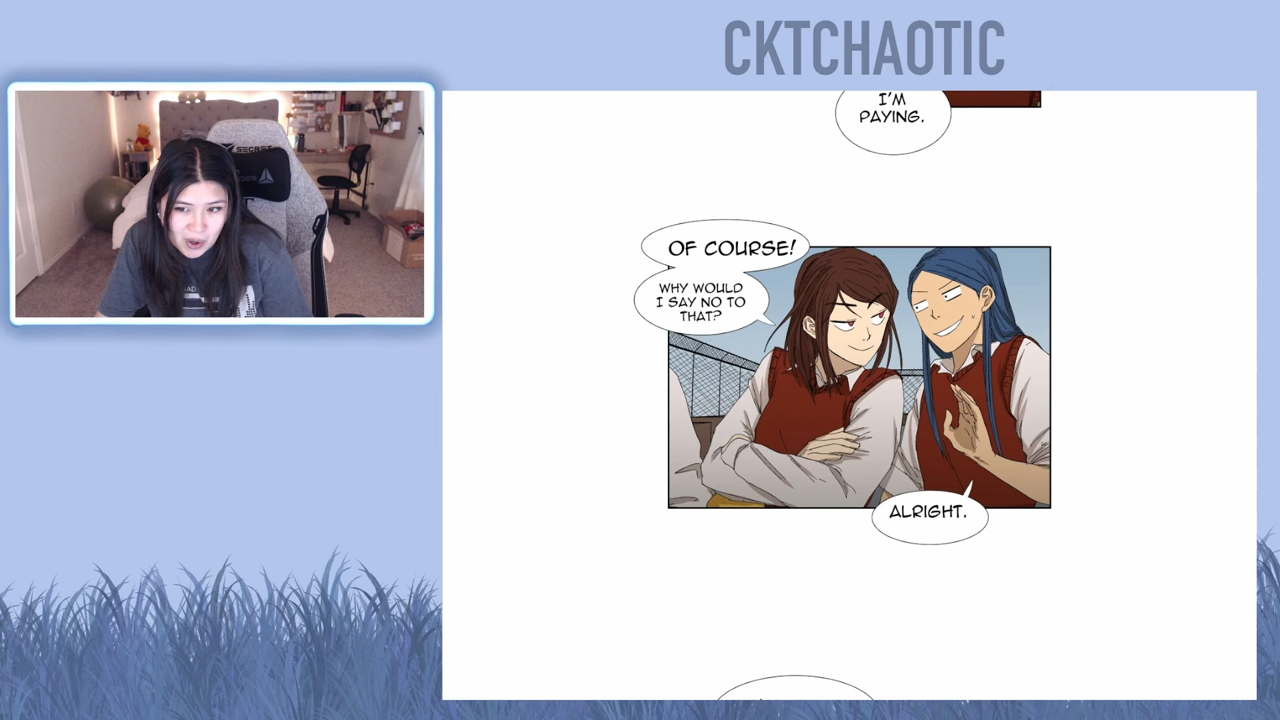 CKTCHAOTIC
I'M
PAYING.
OF COURSE!
WHY WOULD
I SAY NO TO
THAT?
ALRIGHT.